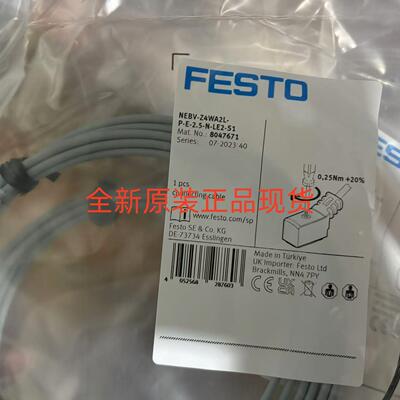 FESTO
NEBV-Z4WA2L-
P-E-2.5-N-LE2-S1
Mat. No.: 8047671
Series: 07-2023 40
0,25Nm +20%
1 pcs
connecting cable
全新原装正品现货
www.festo.com/sp
Festo SE & Co. KG
DE-73734 Esslingen
Made in Türkiye
UK Importer: Festo Ltd
Brackmills, NN4 7PY
4 052568 287603
FES